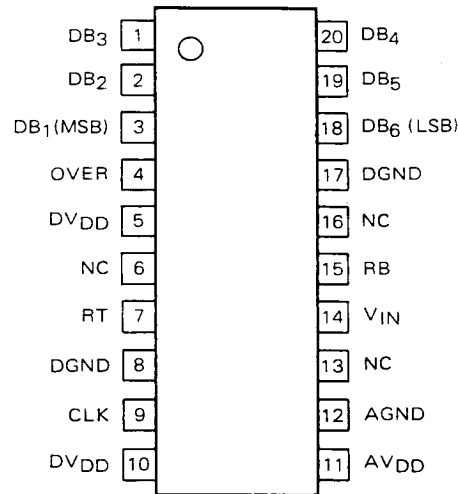 DB3 1 20 DB4
DB2 2 19 DB5
DB1(MSB) 3 18 DB6 (LSB)
OVER 4 17 DGND
DVDD 5 16 NC
NC 6 15 RB
RT 7 14 VIN
DGND 8 13 NC
CLK 9 12 AGND
DVDD 10 11 AVDD